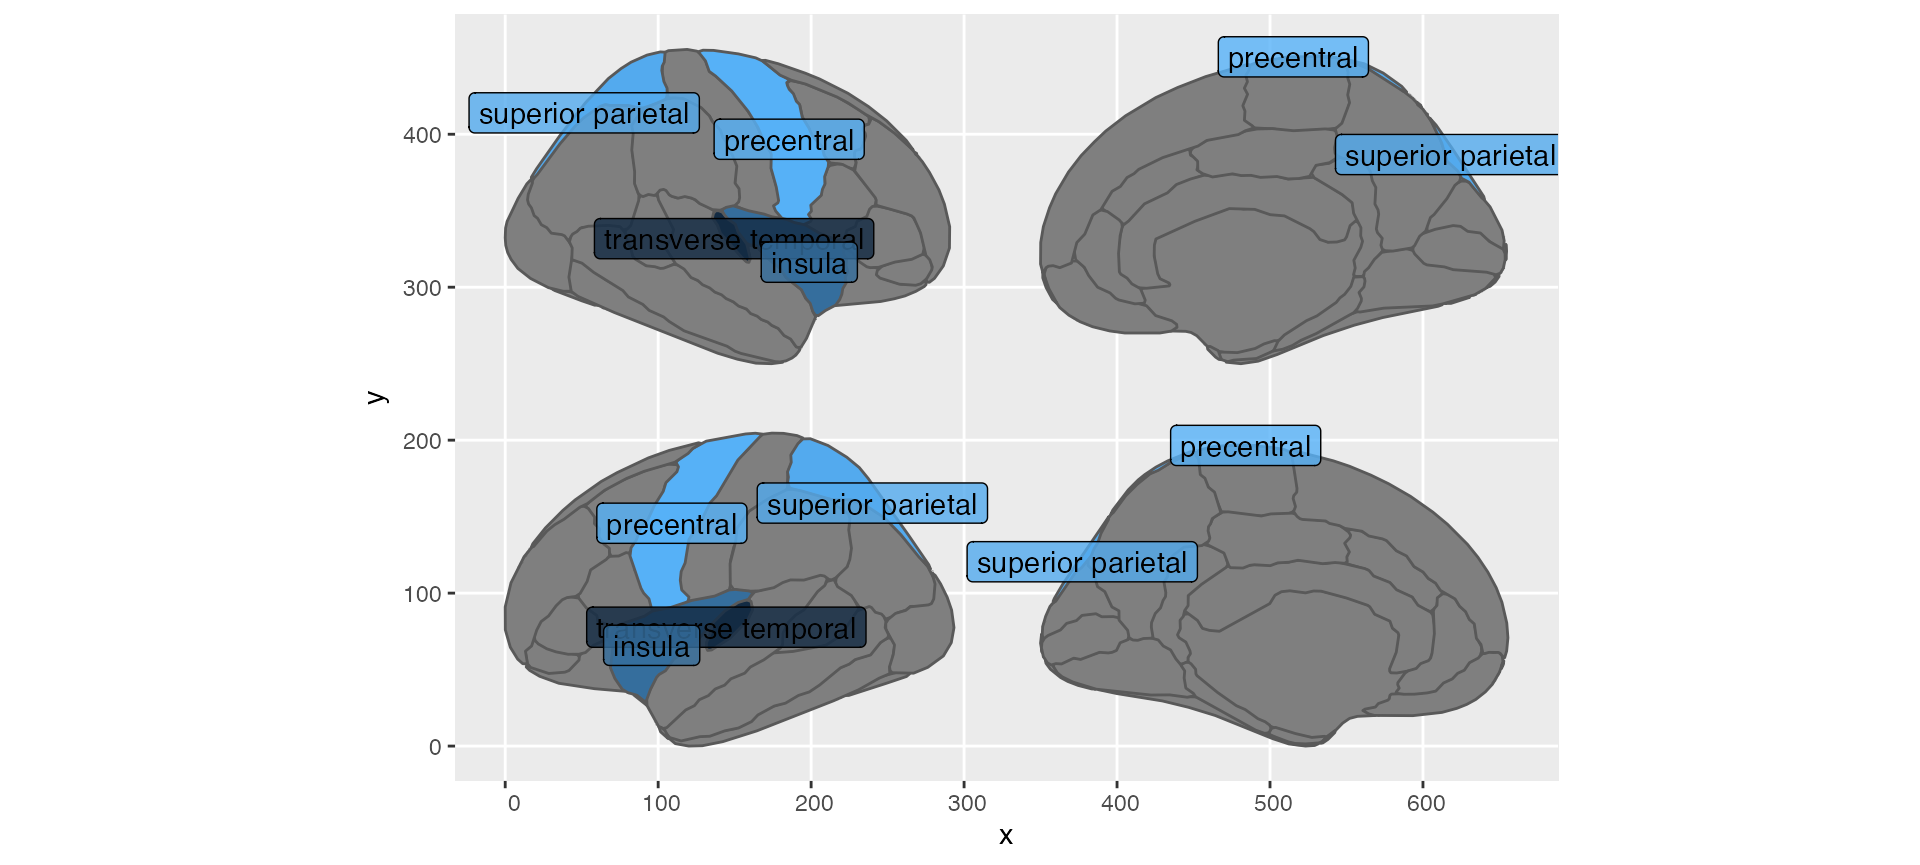 precentral
superior parietal
precentral
superior parietal
transverse temporal
insula
400
300
200
100
0
y
precentral
superior parietal
precentral
superior parietal
transverse temporal
insula
0 100 200 300 400 500 600
x